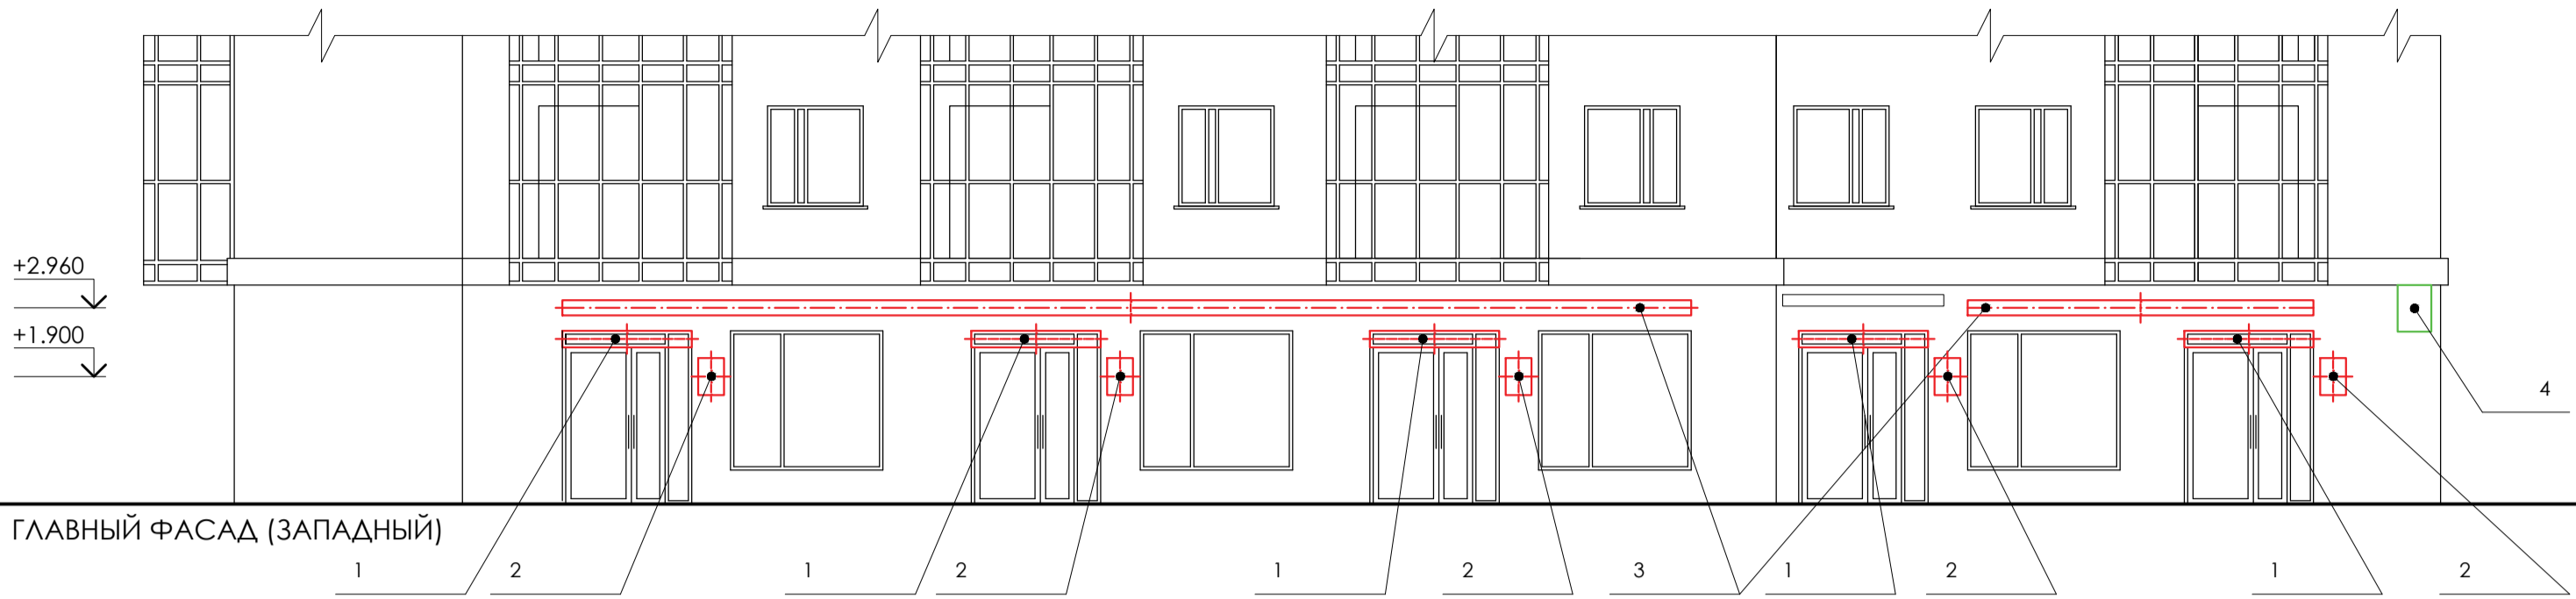 +2.960
+1.900
4
ГЛАВНЫЙ ФАСАД (ЗАПАДНЫЙ)
1 2 1 2 1 2 3 1 2 1 2